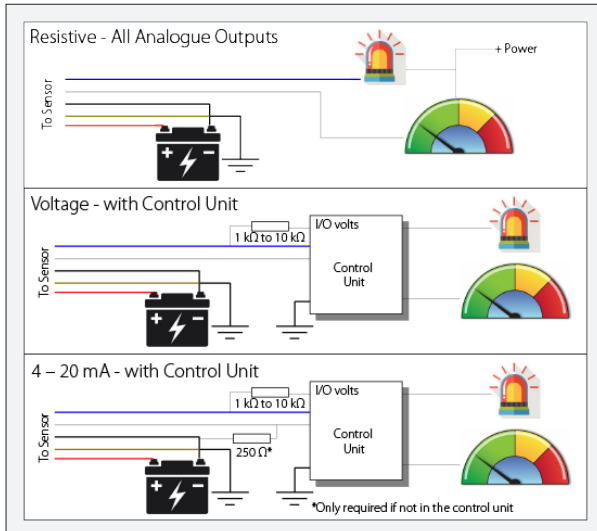 Resistive - All Analogue Outputs
+ Power
To Sensor
+ −
Voltage - with Control Unit
I/O volts
1 kΩ to 10 kΩ
Control
Unit
To Sensor
+ −
4 – 20 mA - with Control Unit
I/O volts
1 kΩ to 10 kΩ
Control
Unit
To Sensor
250 Ω*
+ −
*Only required if not in the control unit